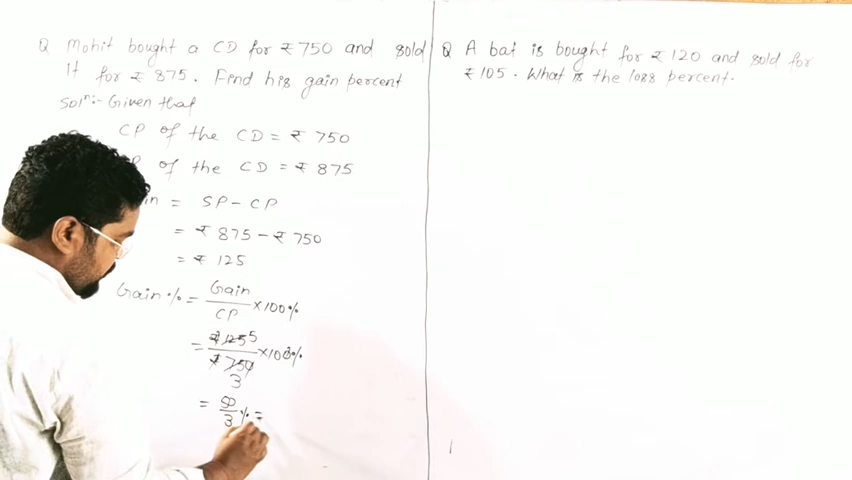 Q Mohit bought a CD for ₹ 750 and sold
it for ₹ 875. Find his gain percent
Solⁿ:- Given that
CP of the CD = ₹ 750
of the CD = ₹ 875
= SP - CP
= ₹ 875 - ₹ 750
= ₹ 125
Gain % = Gain/CP × 100%
= ₹ 125 5/₹ 750 3 × 100%
= 50/3 % =
Q A bat is bought for ₹ 120 and sold for
₹ 105. What is the loss percent.